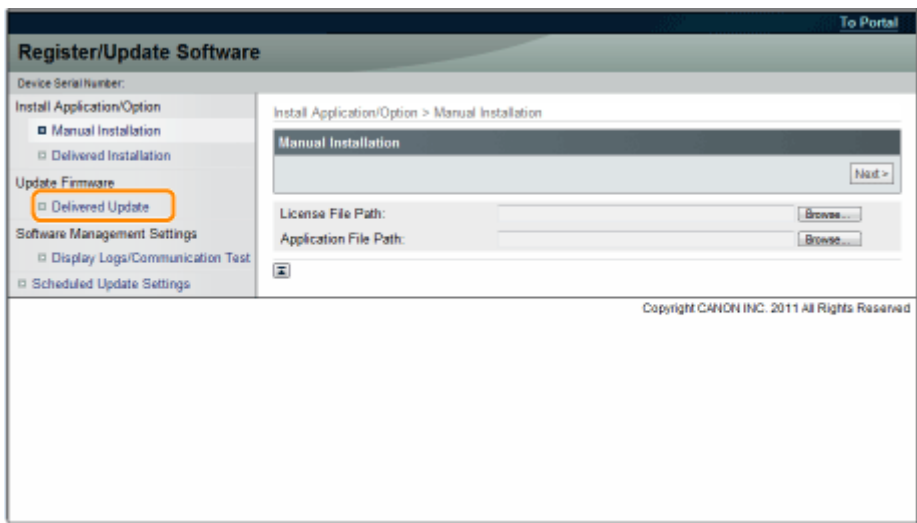 To Portal
Register/Update Software
Device Serial Number:
Install Application/Option
Manual Installation
Delivered Installation
Update Firmware
Delivered Update
Software Management Settings
Display Logs/Communication Test
Scheduled Update Settings
Install Application/Option > Manual Installation
Manual Installation
Next >
License File Path: Browse...
Application File Path: Browse...
Copyright CANON INC. 2011 All Rights Reserved